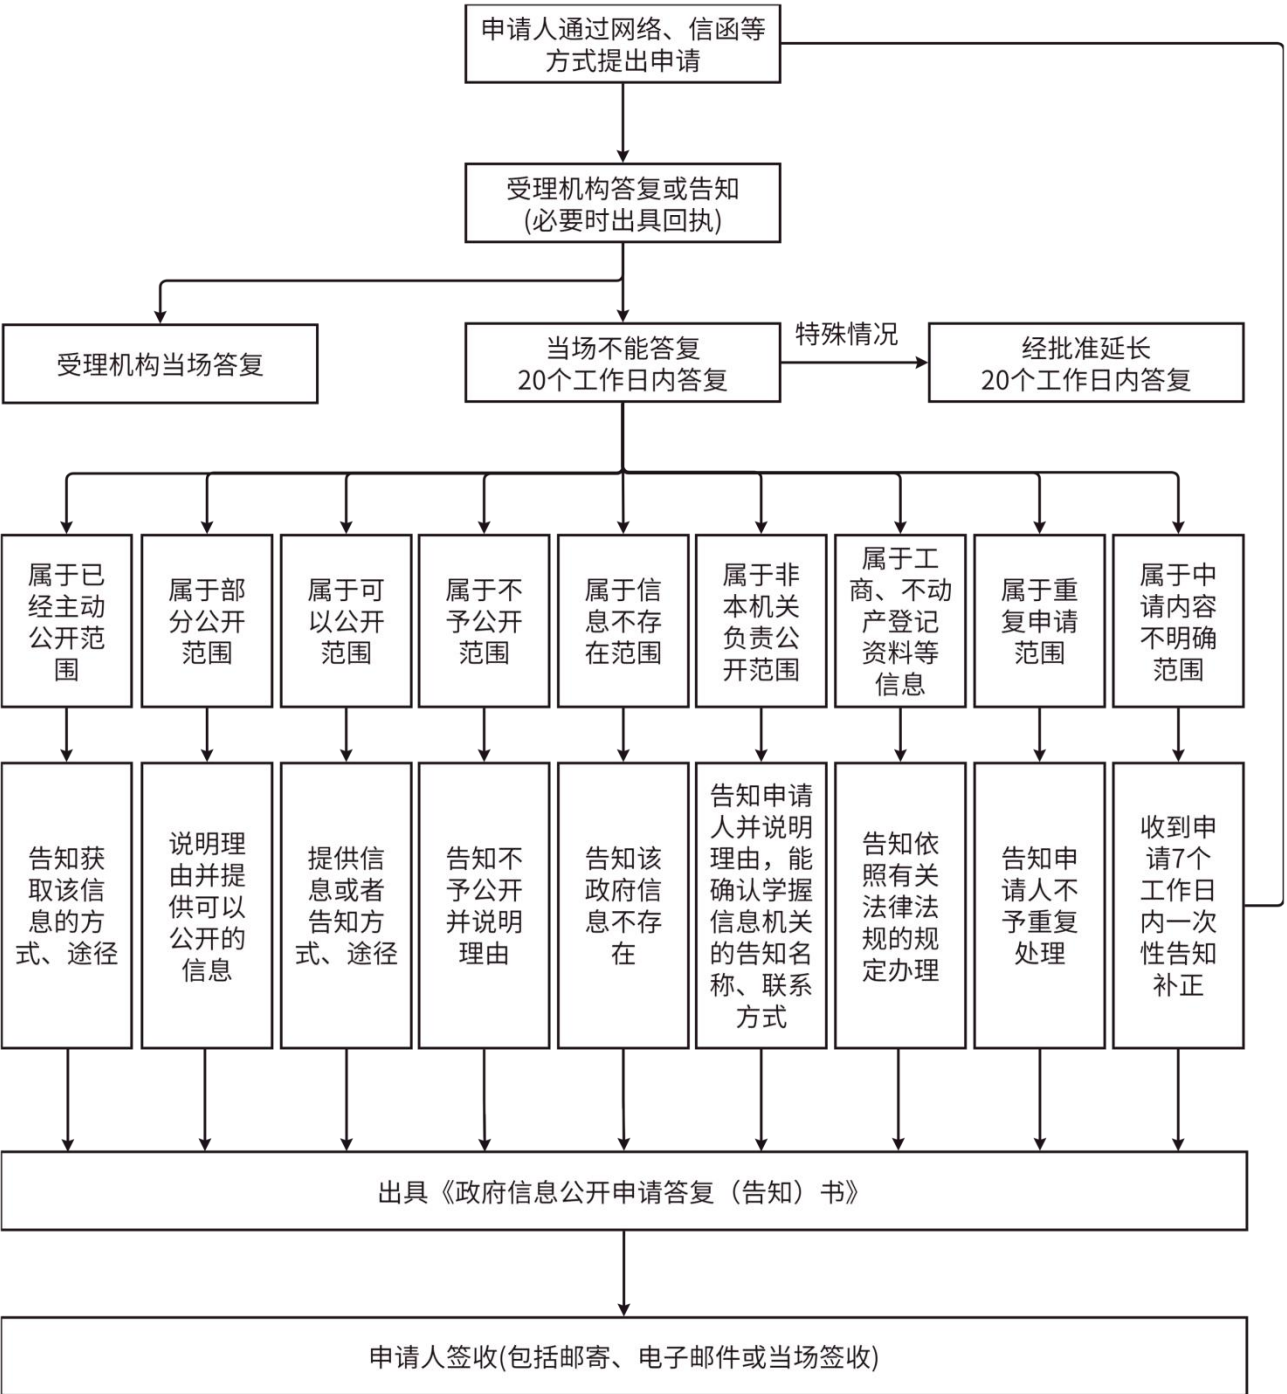 申请人通过网络、信函等
方式提出申请
受理机构答复或告知
(必要时出具回执)
受理机构当场答复
当场不能答复
20个工作日内答复
特殊情况
经批准延长
20个工作日内答复
属于已
经主动
公开范
围
属于部
分公开
范围
属于可
以公开
范围
属于不
予公开
范围
属于信
息不存
在范围
属于非
本机关
负责公
开范围
属于工
商、不动
产登记
资料等
信息
属于重
复申请
范围
属于中
请内容
不明确
范围
告知获
取该信
息的方
式、途径
说明理
由并提
供可以
公开的
信息
提供信
息或者
告知方
式、途径
告知不
予公开
并说明
理由
告知该
政府信
息不存
在
告知申请
人并说明
理由，能
确认学握
信息机关
的告知名
称、联系
方式
告知依
照有关
法律法
规的规
定办理
告知申
请人不
予重复
处理
收到申
请7个
工作日
内一次
性告知
补正
出具《政府信息公开申请答复（告知）书》
申请人签收(包括邮寄、电子邮件或当场签收)